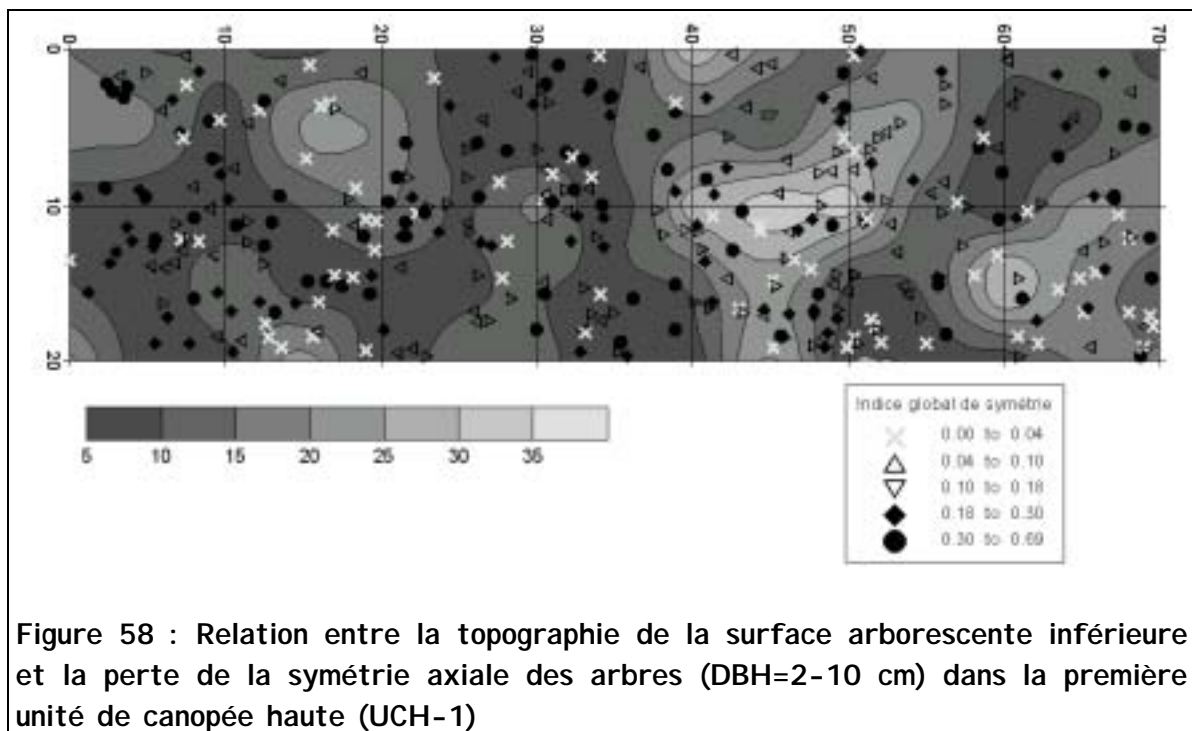 0 10 20 30 40 50 60 70
0
10
20
5 10 15 20 25 30 35
Indice global de symétrie
0.00 to 0.04
0.04 to 0.10
0.10 to 0.18
0.18 to 0.30
0.30 to 0.69
Figure 58 : Relation entre la topographie de la surface arborescente inférieure
et la perte de la symétrie axiale des arbres (DBH=2-10 cm) dans la première
unité de canopée haute (UCH-1)